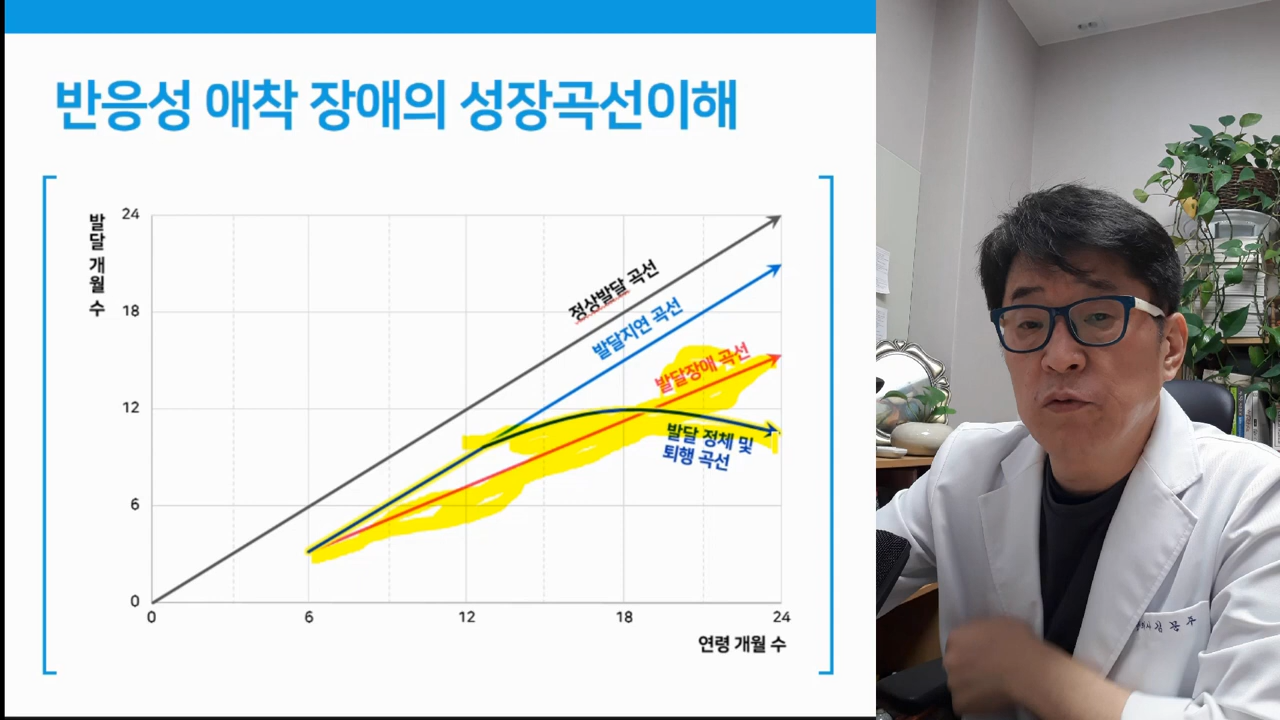 반응성 애착 장애의 성장곡선이해
발달 개월 수
24
18
12
6
0
정상발달 곡선
발달지연 곡선
발달장애 곡선
발달 정체 및
퇴행 곡선
0 6 12 18 24
연령 개월 수